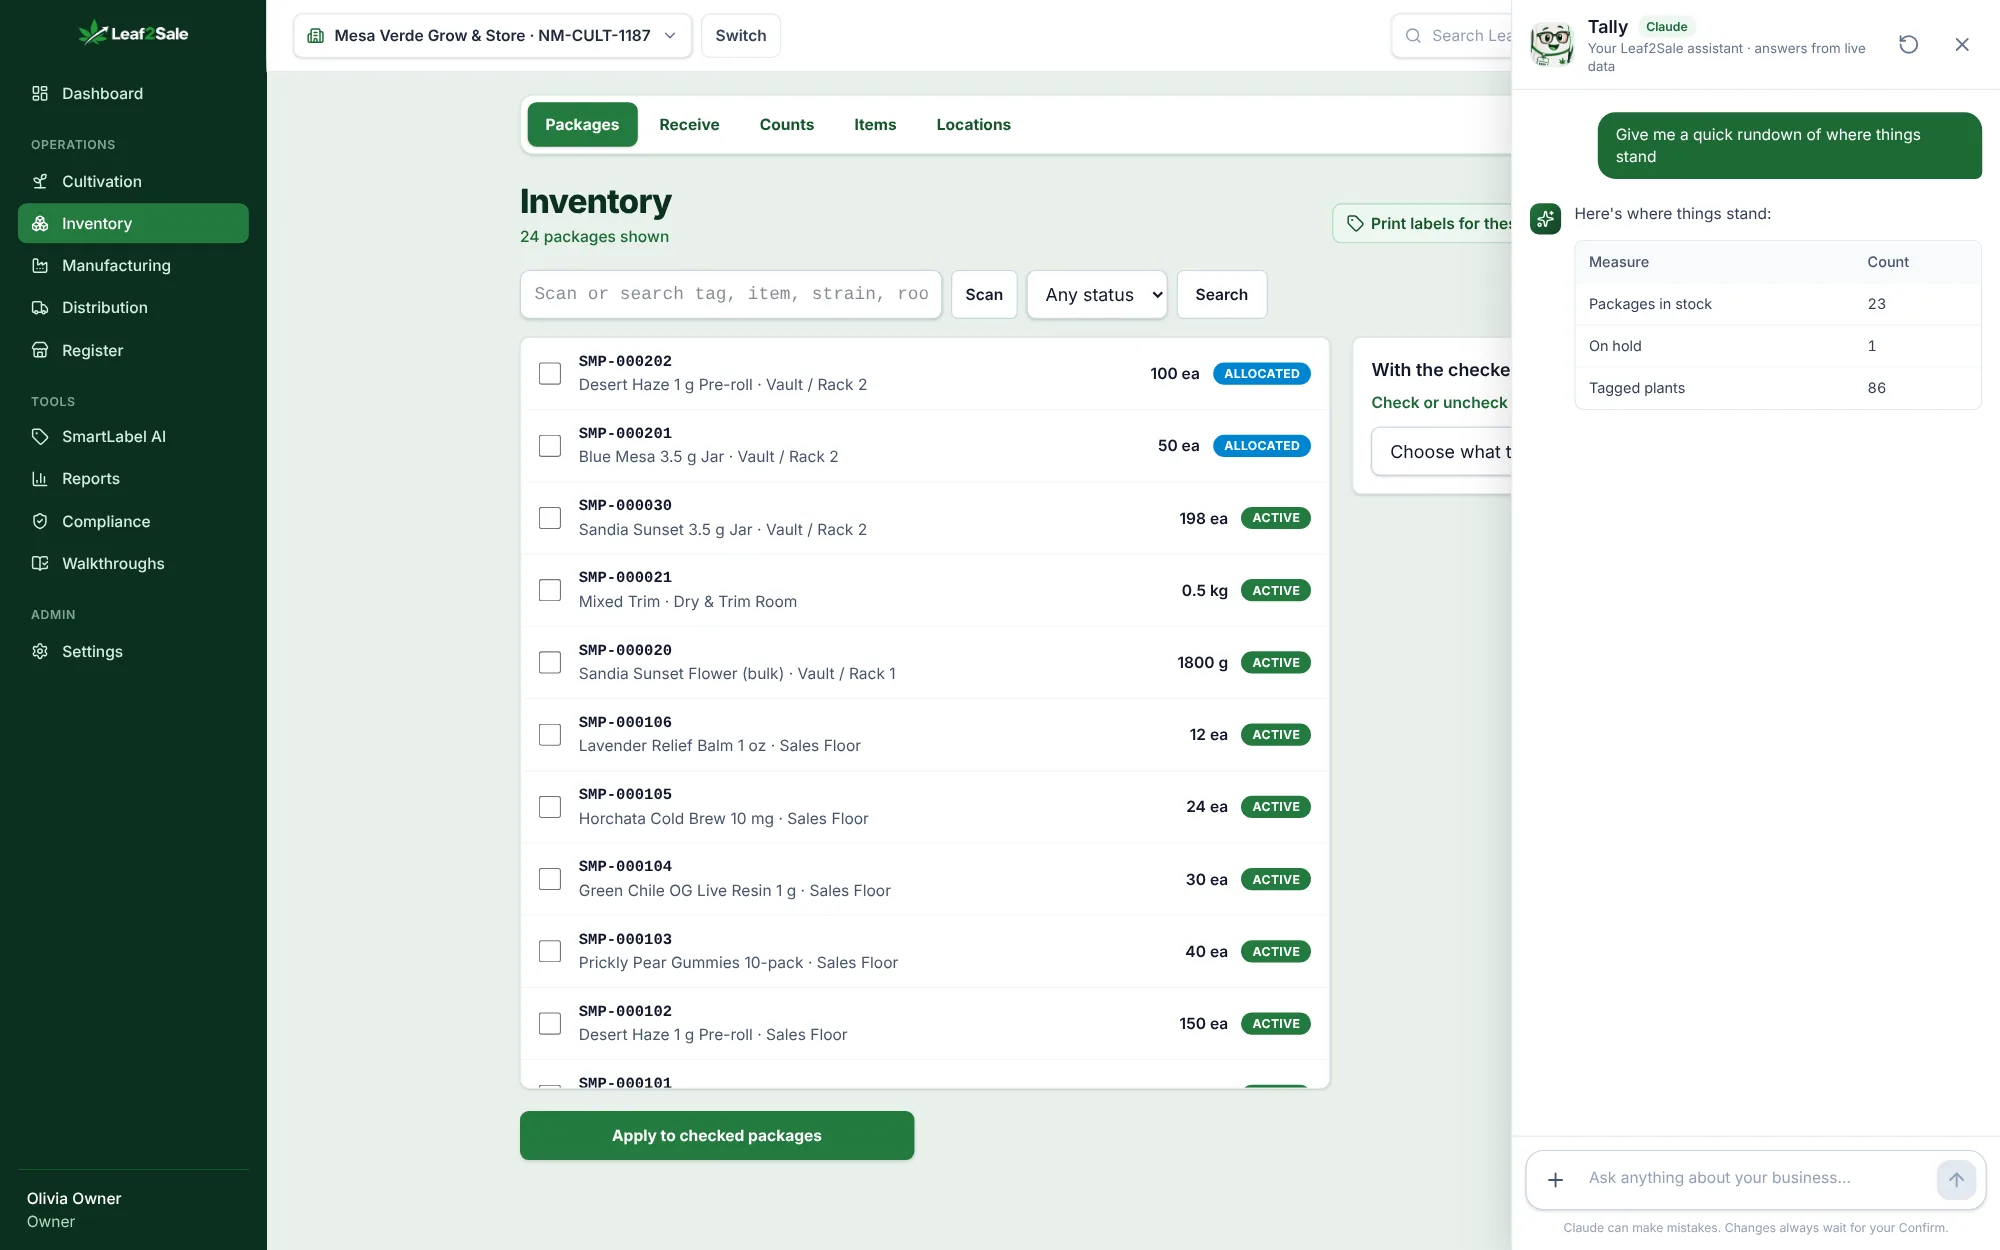 Leaf2Sale
Dashboard
OPERATIONS
Cultivation
Inventory
Manufacturing
Distribution
Register
TOOLS
SmartLabel AI
Reports
Compliance
Walkthroughs
ADMIN
Settings
Olivia Owner
Owner
Mesa Verde Grow & Store · NM-CULT-1187
Switch
Search Lea
Packages
Receive
Counts
Items
Locations
Inventory
24 packages shown
Print labels for thes
Scan or search tag, item, strain, roo
Scan
Any status
Search
SMP-000202
Desert Haze 1 g Pre-roll · Vault / Rack 2
100 ea
ALLOCATED
SMP-000201
Blue Mesa 3.5 g Jar · Vault / Rack 2
50 ea
ALLOCATED
SMP-000030
Sandia Sunset 3.5 g Jar · Vault / Rack 2
198 ea
ACTIVE
SMP-000021
Mixed Trim · Dry & Trim Room
0.5 kg
ACTIVE
SMP-000020
Sandia Sunset Flower (bulk) · Vault / Rack 1
1800 g
ACTIVE
SMP-000106
Lavender Relief Balm 1 oz · Sales Floor
12 ea
ACTIVE
SMP-000105
Horchata Cold Brew 10 mg · Sales Floor
24 ea
ACTIVE
SMP-000104
Green Chile OG Live Resin 1 g · Sales Floor
30 ea
ACTIVE
SMP-000103
Prickly Pear Gummies 10-pack · Sales Floor
40 ea
ACTIVE
SMP-000102
Desert Haze 1 g Pre-roll · Sales Floor
150 ea
ACTIVE
SMP-000101
Apply to checked packages
With the checke
Check or uncheck
Choose what t
Tally
Claude
Your Leaf2Sale assistant · answers from live
data
Give me a quick rundown of where things
stand
Here's where things stand:
Measure
Count
Packages in stock
23
On hold
1
Tagged plants
86
Ask anything about your business...
Claude can make mistakes. Changes always wait for your Confirm.